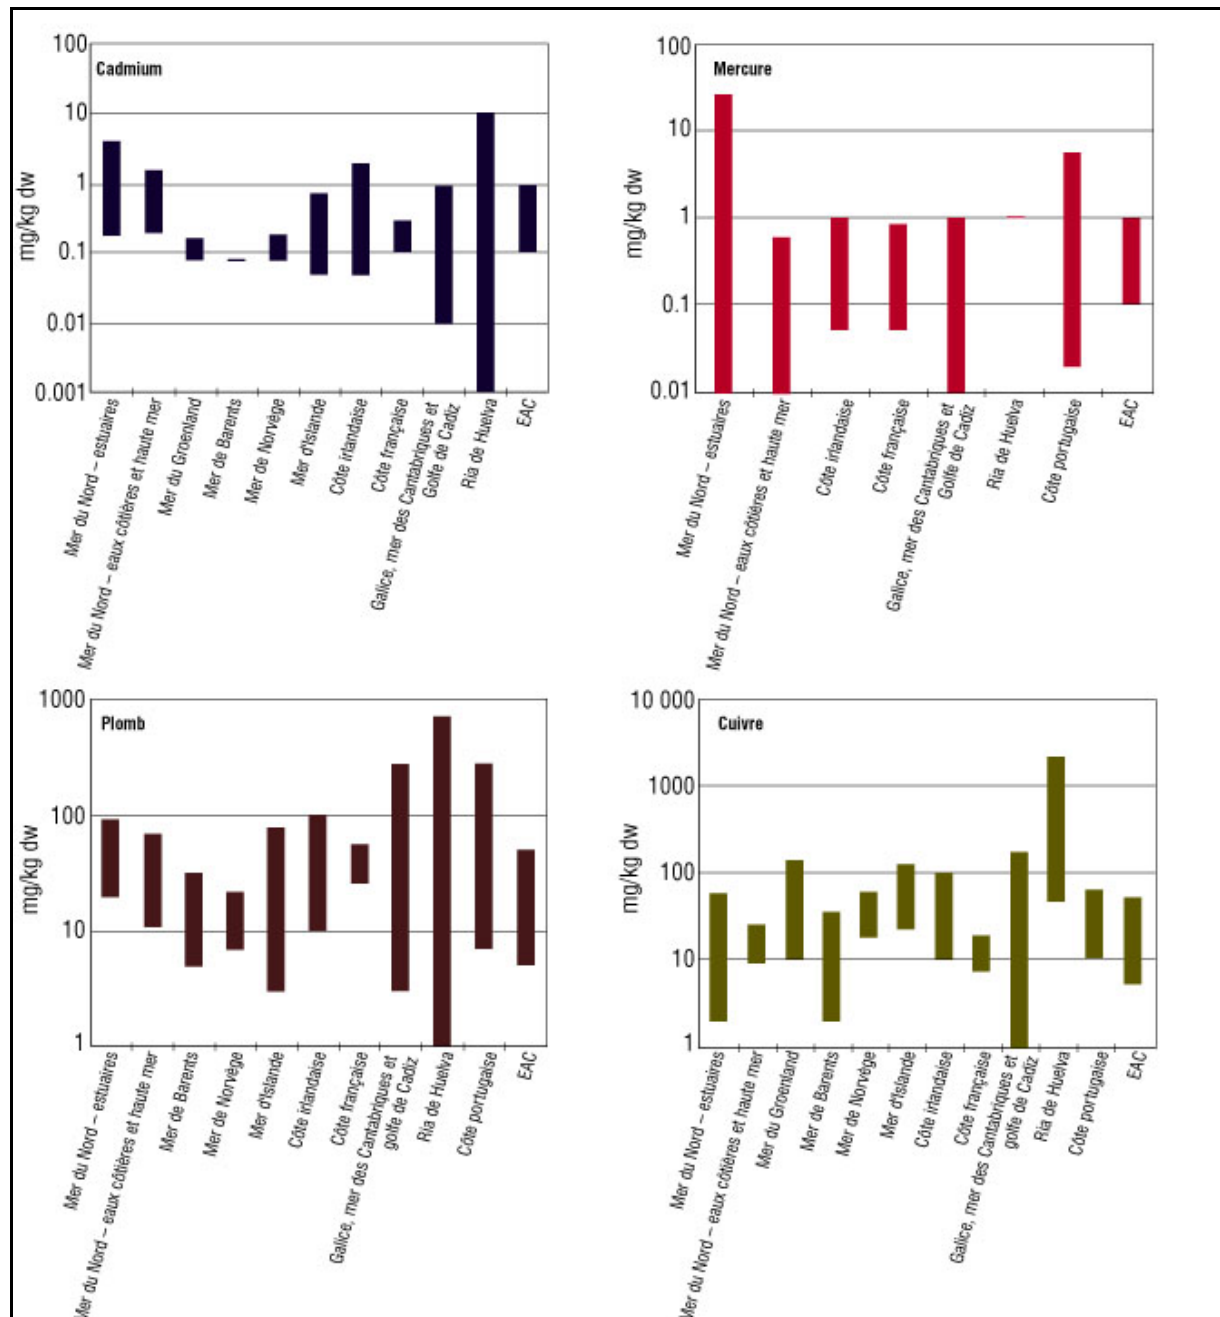 Cadmium
mg/kg dw
100
10
1
0.1
0.01
0.001
Mer du Nord – estuaires
Mer du Nord – eaux côtières et haute mer
Mer du Groenland
Mer de Barents
Mer de Norvège
Mer d'Islande
Côte irlandaise
Côte française
Galice, mer des Cantabriques et
Golfe de Cadiz
Ria de Huelva
EAC
Mercure
mg/kg dw
100
10
1
0.1
0.01
Mer du Nord – estuaires
Mer du Nord – eaux côtières et haute mer
Côte irlandaise
Côte française
Galice, mer des Cantabriques et
Golfe de Cadiz
Ria de Huelva
Côte portugaise
EAC
Plomb
mg/kg dw
1000
100
10
1
Mer du Nord – estuaires
Mer du Nord – eaux côtières et haute mer
Mer de Barents
Mer de Norvège
Mer d'Islande
Côte irlandaise
Côte française
Galice, mer des Cantabriques et
golfe de Cadiz
Ria de Huelva
Côte portugaise
EAC
Cuivre
mg/kg dw
10 000
1000
100
10
1
Mer du Nord – estuaires
Mer du Nord – eaux côtières et haute mer
Mer du Groenland
Mer de Barents
Mer de Norvége
Mer d'Islande
Côte irlandaise
Côte française
Galice, mer des Cantabriques et
golfe de Cadiz
Ria de Huelva
Côte portugaise
EAC